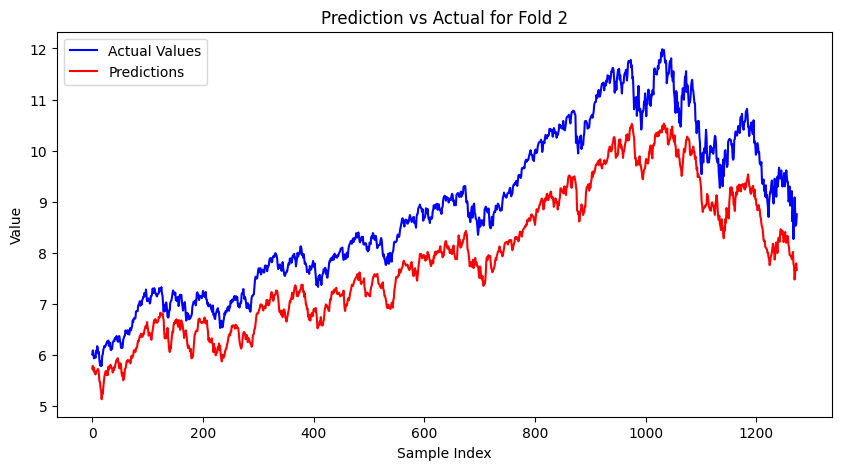 Prediction vs Actual for Fold 2
Actual Values
Predictions
Value
12
11
10
9
8
7
6
5
0 200 400 600 800 1000 1200
Sample Index